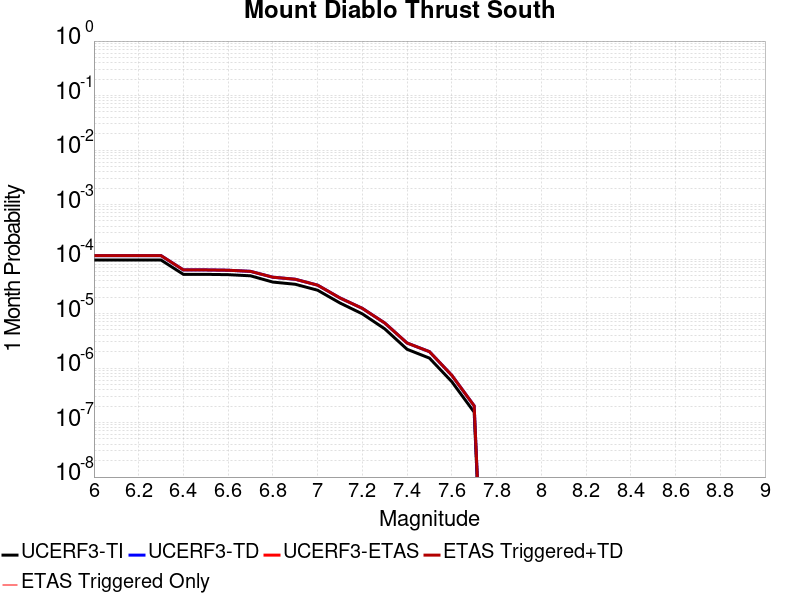 Mount Diablo Thrust South
10^0
10^-1
10^-2
10^-3
10^-4
10^-5
10^-6
10^-7
10^-8
1 Month Probability
6 6.2 6.4 6.6 6.8 7 7.2 7.4 7.6 7.8 8 8.2 8.4 8.6 8.8 9
Magnitude
UCERF3-TI UCERF3-TD UCERF3-ETAS ETAS Triggered+TD
ETAS Triggered Only